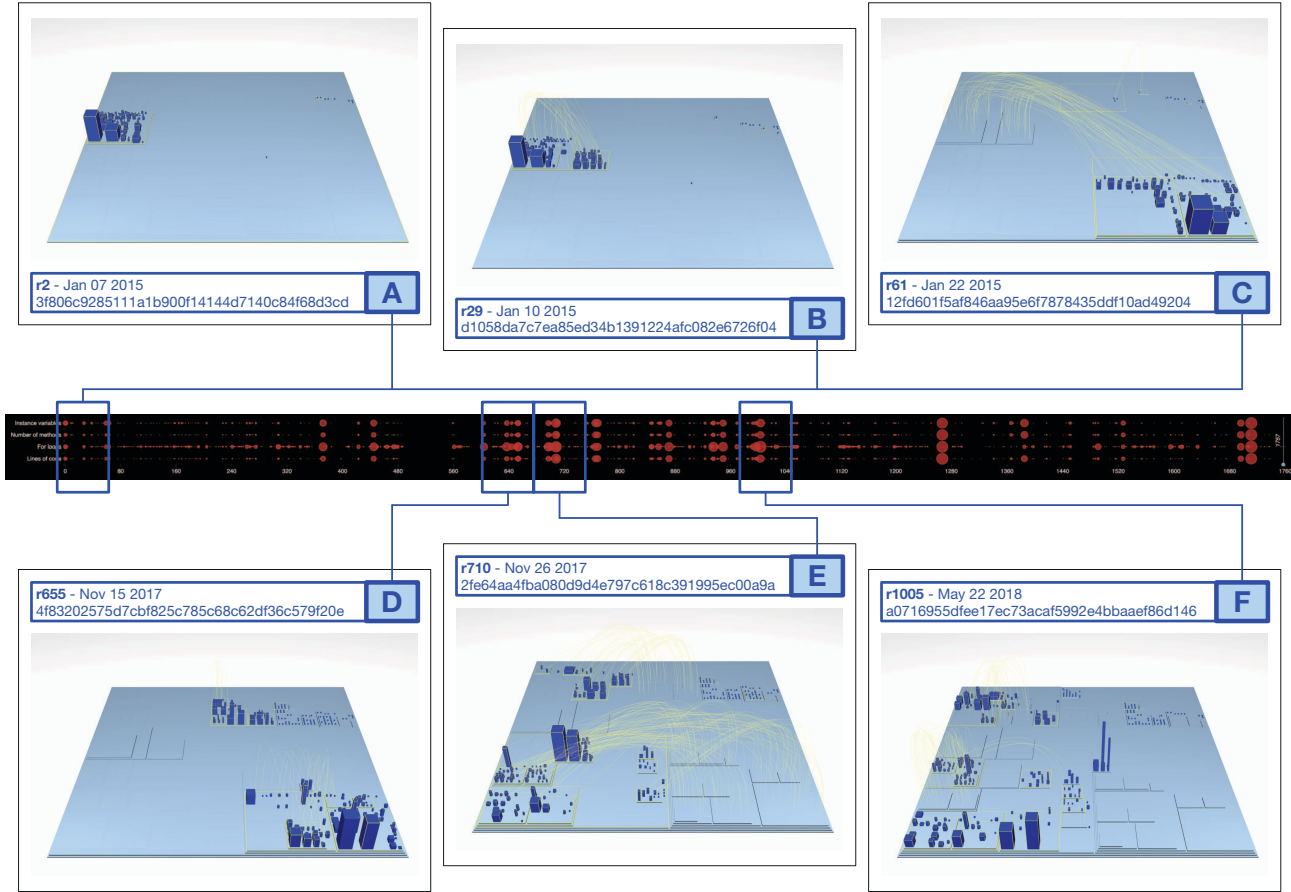 r2 - Jan 07 2015
3f806c9285111a1b900f14144d7140c84f68d3cd
A
r29 - Jan 10 2015
d1058da7c7ea85ed34b1391224afc082e6726f04
B
r61 - Jan 22 2015
12fd601f5af846aa95e6f7878435ddf10ad49204
C
Instance variables
Number of methods
For loops
Lines of code
0 80 160 240 320 400 480 560 640 720 800 880 960 1040 1120 1200 1280 1360 1440 1520 1600 1680 1760
1757
r655 - Nov 15 2017
4f83202575d7cbf825c785c68c62df36c579f20e
D
r710 - Nov 26 2017
2fe64aa4fba080d9d4e797c618c391995ec00a9a
E
r1005 - May 22 2018
a0716955dfee17ec73acaf5992e4bbaaef86d146
F